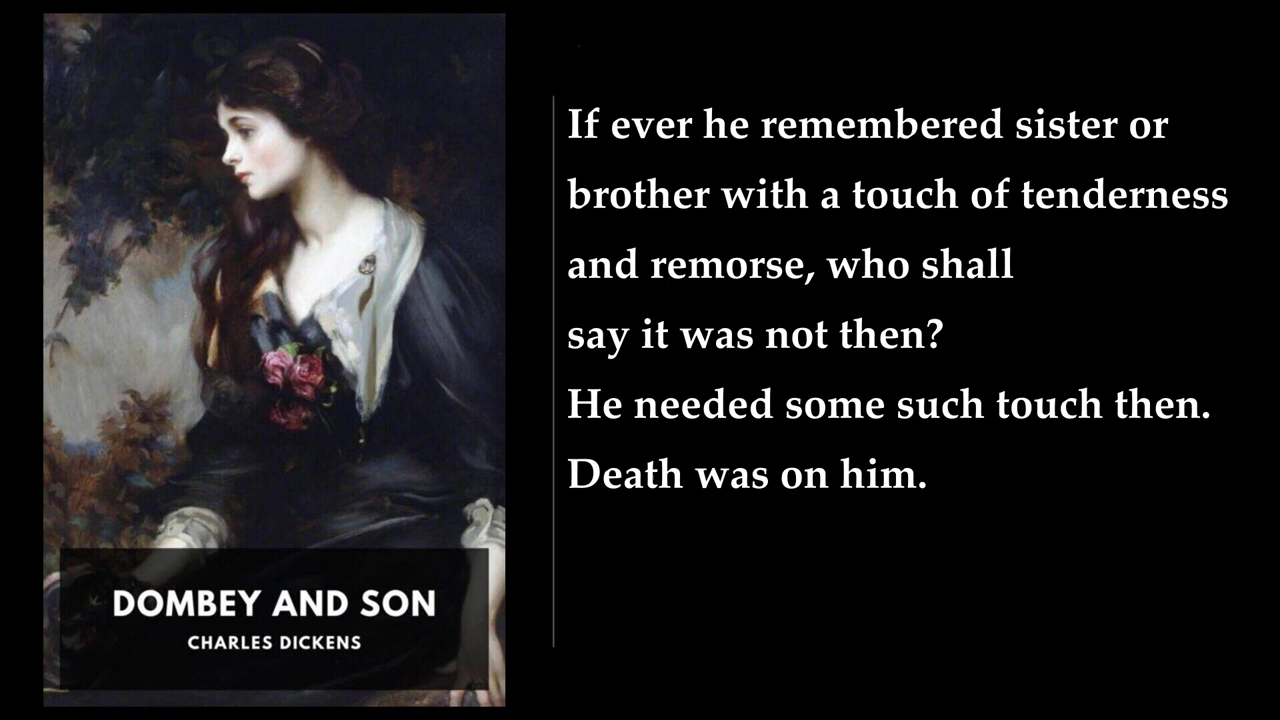 DOMBEY AND SON
CHARLES DICKENS
If ever he remembered sister or
brother with a touch of tenderness
and remorse, who shall
say it was not then?
He needed some such touch then.
Death was on him.